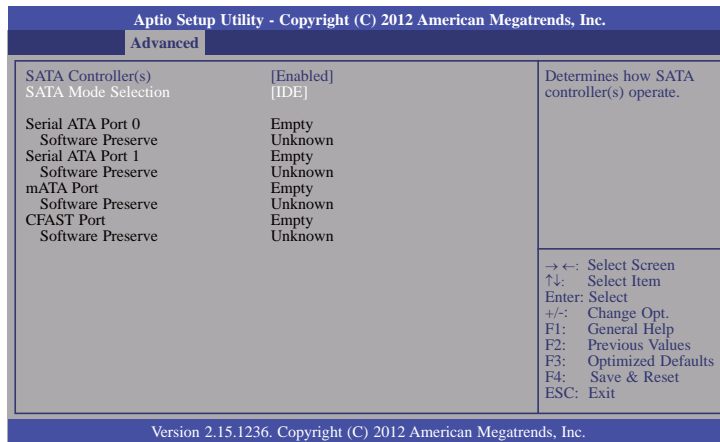 Aptio Setup Utility - Copyright (C) 2012 American Megatrends, Inc.
Advanced
SATA Controller(s) [Enabled]
SATA Mode Selection [IDE]
Serial ATA Port 0 Empty
Software Preserve Unknown
Serial ATA Port 1 Empty
Software Preserve Unknown
mATA Port Empty
Software Preserve Unknown
CFAST Port Empty
Software Preserve Unknown
Determines how SATA
controller(s) operate.
→←: Select Screen
↑↓: Select Item
Enter: Select
+/-: Change Opt.
F1: General Help
F2: Previous Values
F3: Optimized Defaults
F4: Save & Reset
ESC: Exit
Version 2.15.1236. Copyright (C) 2012 American Megatrends, Inc.